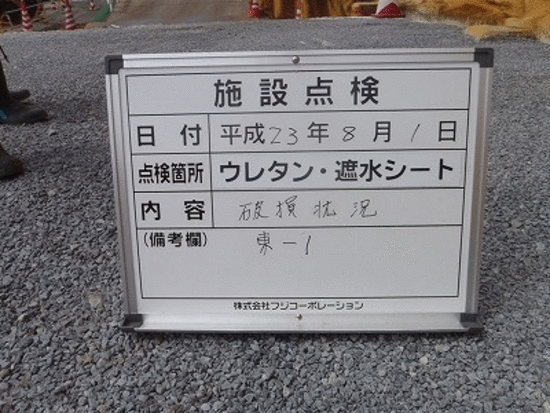 施設点検
日付 平成23年8月1日
点検箇所 ウレタン・遮水シート
内容 破損状況
(備考欄) 東-1
株式会社フジコーポレーション